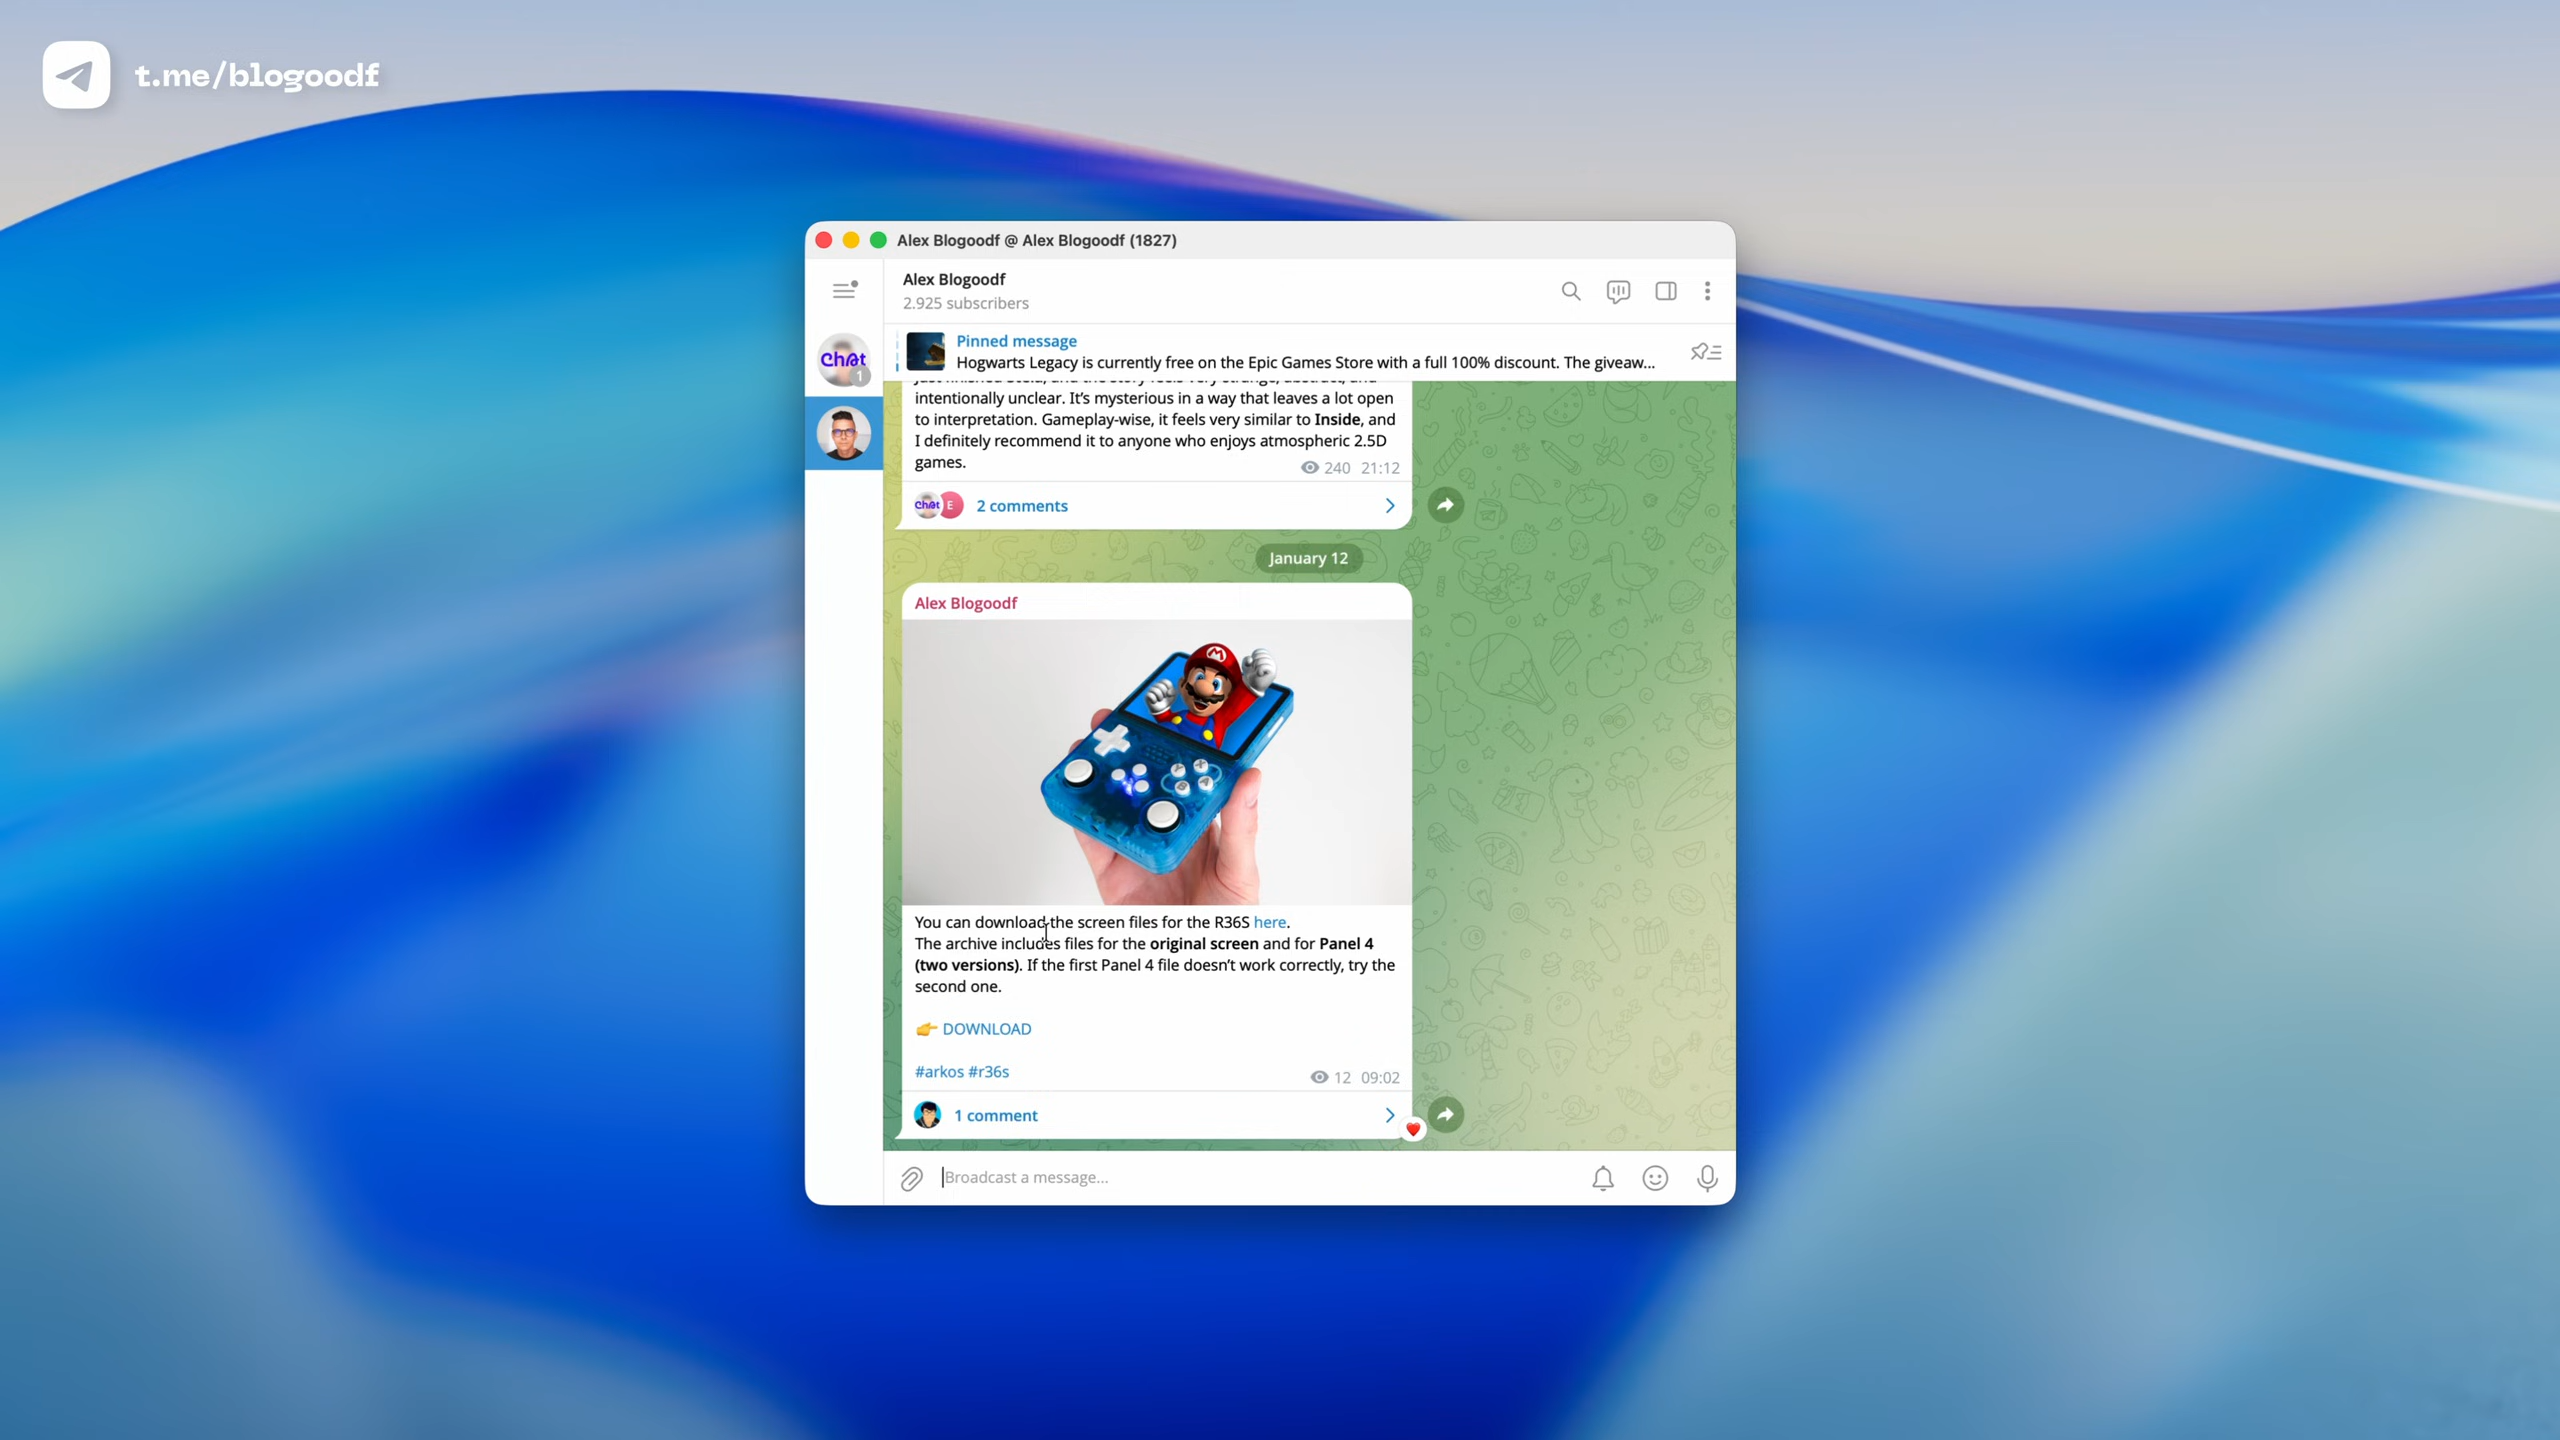 t.me/blogoodf
Alex Blogoodf @ Alex Blogoodf (1827)
Alex Blogoodf
2.925 subscribers
Chat
1
Pinned message
Hogwarts Legacy is currently free on the Epic Games Store with a full 100% discount. The giveaw...
intentionally unclear. It's mysterious in a way that leaves a lot open
to interpretation. Gameplay-wise, it feels very similar to Inside, and
I definitely recommend it to anyone who enjoys atmospheric 2.5D
games.
240 21:12
Chat E 2 comments
January 12
Alex Blogoodf
M
You can download the screen files for the R36S here.
The archive includes files for the original screen and for Panel 4
(two versions). If the first Panel 4 file doesn't work correctly, try the
second one.
👉 DOWNLOAD
#arkos #r36s
12 09:02
1 comment
Broadcast a message...